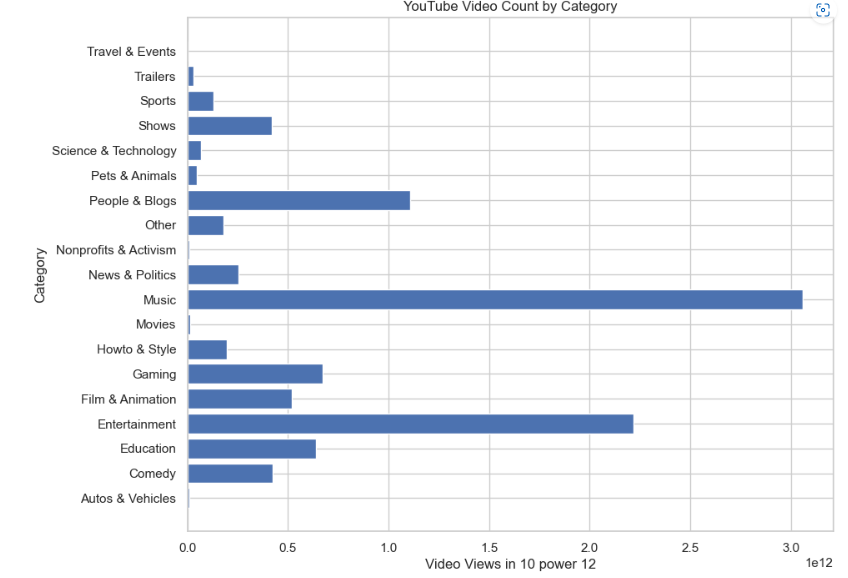 YouTube Video Count by Category
Travel & Events
Trailers
Sports
Shows
Science & Technology
Pets & Animals
People & Blogs
Other
Nonprofits & Activism
News & Politics
Music
Movies
Howto & Style
Gaming
Film & Animation
Entertainment
Education
Comedy
Autos & Vehicles
Category
0.0 0.5 1.0 1.5 2.0 2.5 3.0
1e12
Video Views in 10 power 12